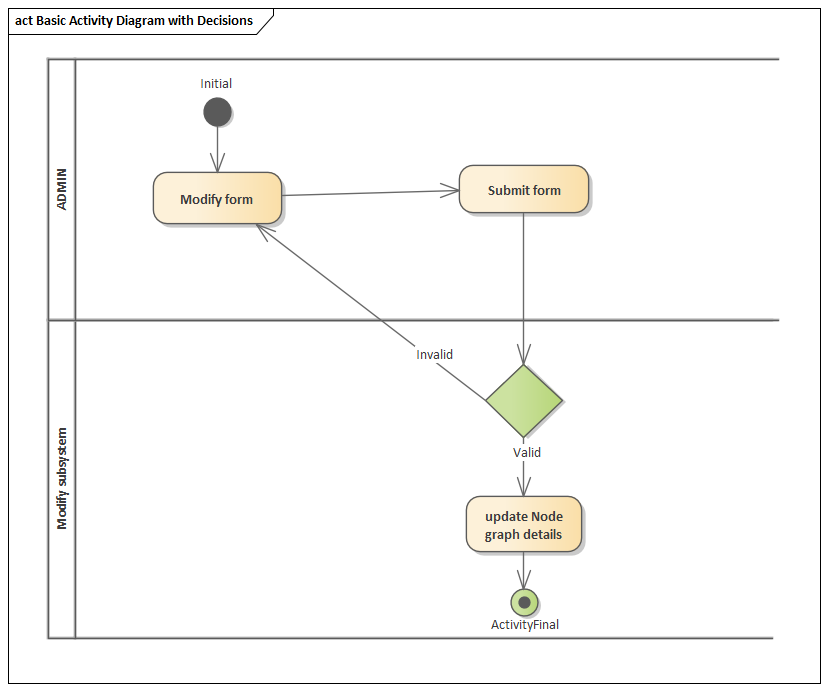 act Basic Activity Diagram with Decisions
ADMIN
Initial
Modify form
Submit form
Modify subsystem
Invalid
Valid
update Node
graph details
ActivityFinal